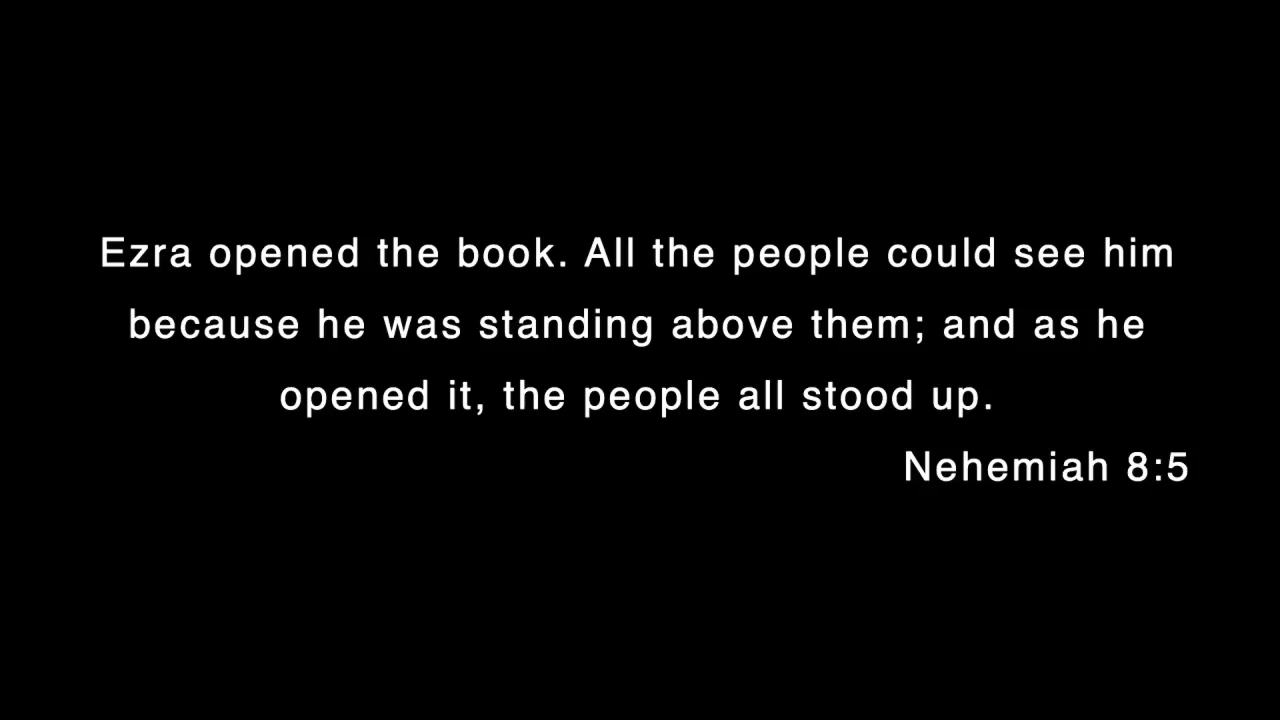 Ezra opened the book. All the people could see him
because he was standing above them; and as he
opened it, the people all stood up.
Nehemiah 8:5